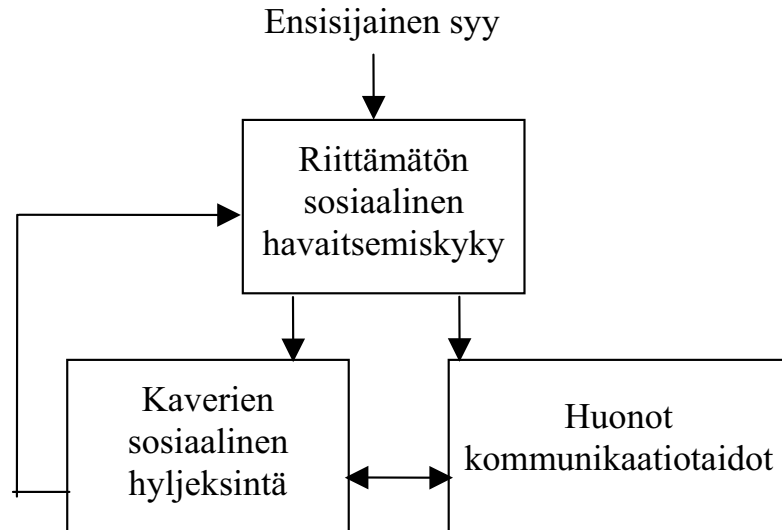 Ensisijainen syy
Riittämätön
sosiaalinen
havaitsemiskyky
Kaverien
sosiaalinen
hyljeksintä
Huonot
kommunikaatiotaidot